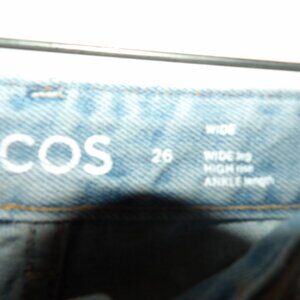 COS
26
WIDE
WIDE leg
HIGH rise
ANKLE length